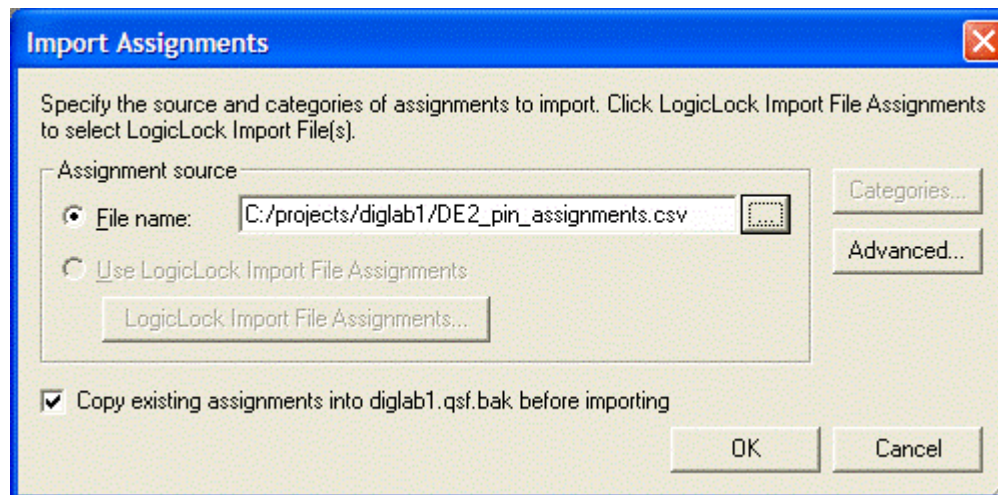 Import Assignments
Specify the source and categories of assignments to import. Click LogicLock Import File Assignments
to select LogicLock Import File(s).
Assignment source
File name:
C:/projects/diglab1/DE2_pin_assignments.csv
...
Categories...
Advanced...
Use LogicLock Import File Assignments
LogicLock Import File Assignments...
Copy existing assignments into diglab1.qsf.bak before importing
OK
Cancel